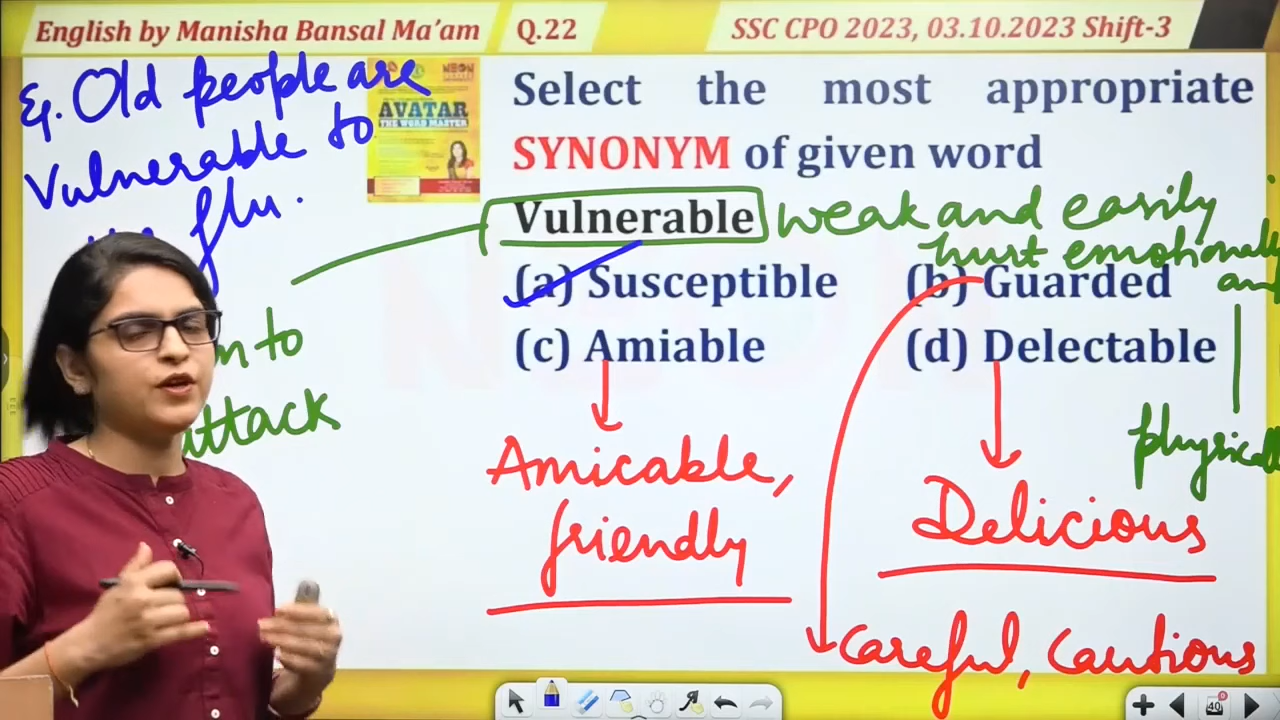 English by Manisha Bansal Ma'am
Q.22
SSC CPO 2023, 03.10.2023 Shift-3
Eg. Old people are
Vulnerable to
flu.
AVATAR
THE WORD MASTER
Select the most appropriate
SYNONYM of given word
Vulnerable
weak and easily
hurt emotionally
and
physically
(a) Susceptible
(b) Guarded
(c) Amiable
(d) Delectable
to
attack
Amicable,
friendly
Delicious
Careful, Cautious
40